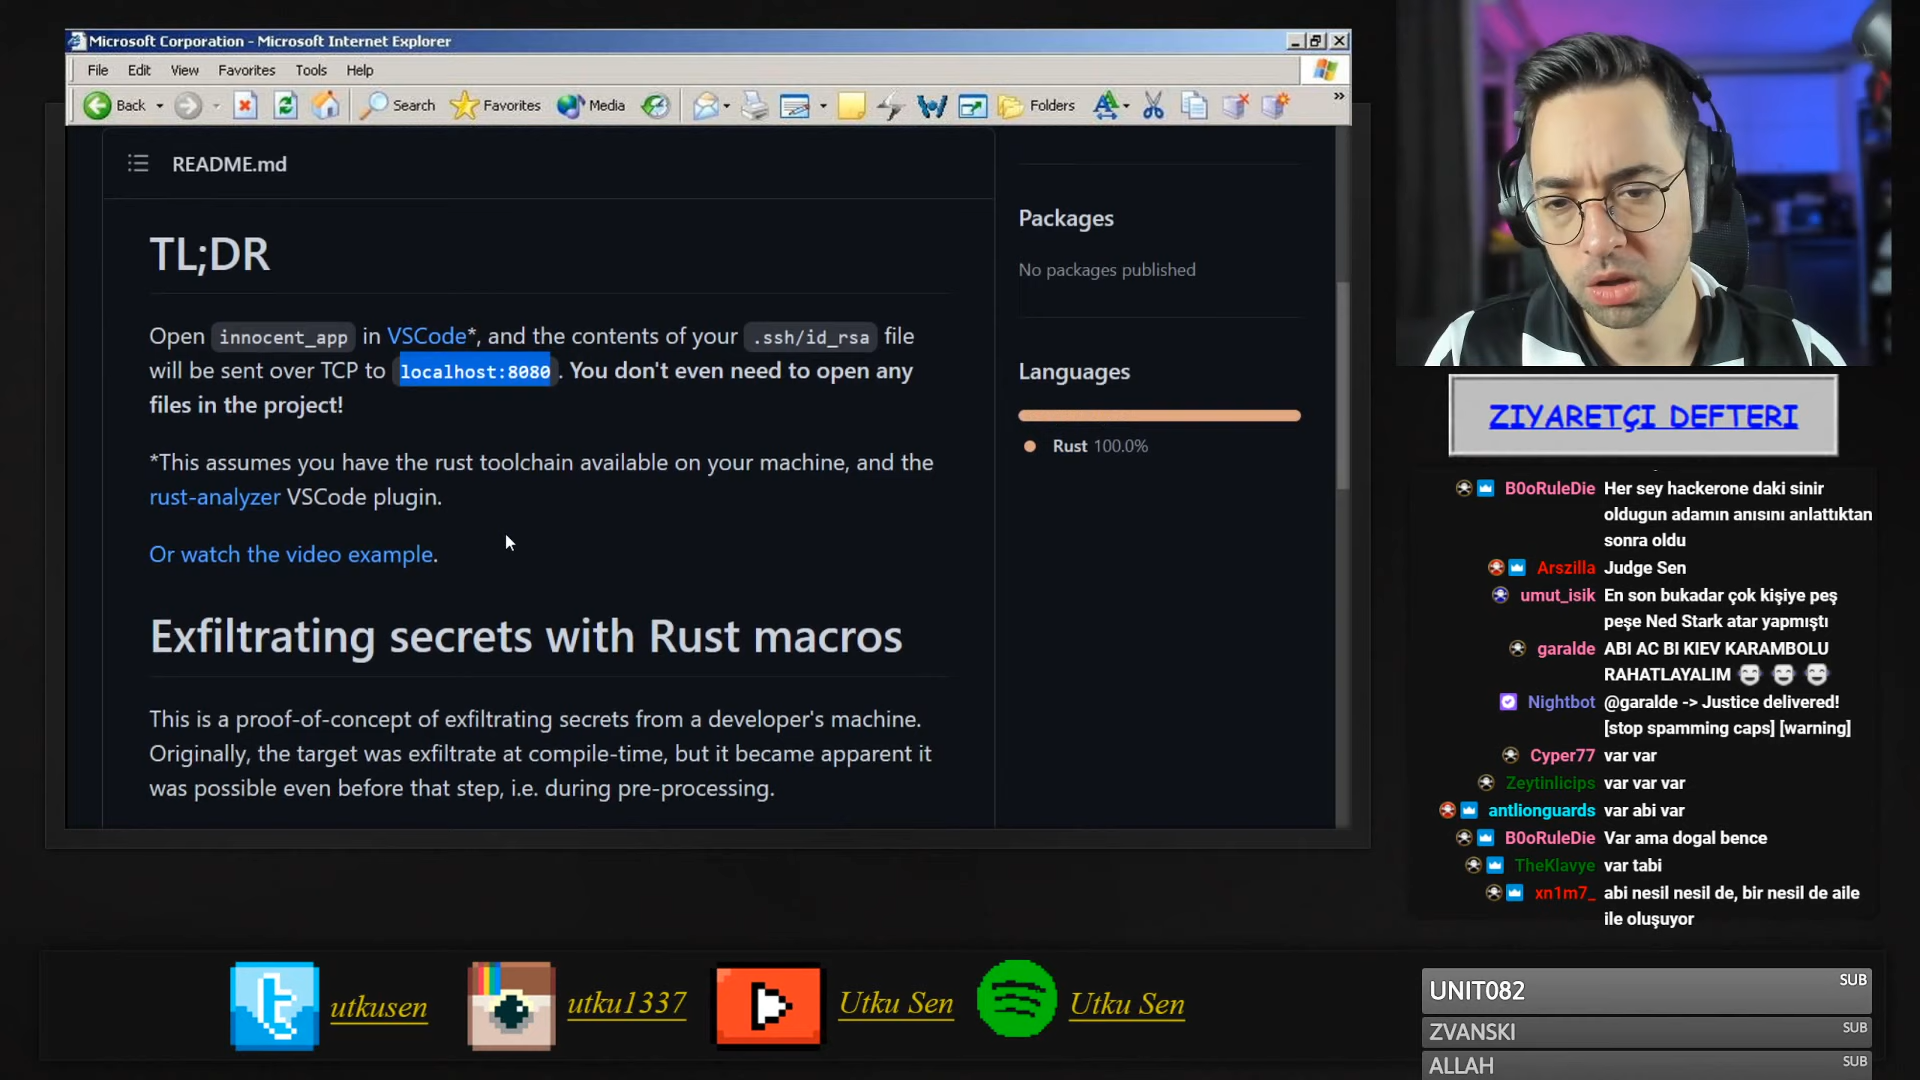 Microsoft Corporation - Microsoft Internet Explorer
File Edit View Favorites Tools Help
Back Search Favorites Media Folders »
README.md
TL;DR
Open innocent_app in VSCode*, and the contents of your .ssh/id_rsa file
will be sent over TCP to localhost:8080. You don't even need to open any
files in the project!
*This assumes you have the rust toolchain available on your machine, and the
rust-analyzer VSCode plugin.
Or watch the video example.
Exfiltrating secrets with Rust macros
This is a proof-of-concept of exfiltrating secrets from a developer's machine.
Originally, the target was exfiltrate at compile-time, but it became apparent it
was possible even before that step, i.e. during pre-processing.
Packages
No packages published
Languages
Rust 100.0%
ZIYARETÇI DEFTERI
B0oRuleDie Her sey hackerone daki sinir
oldugun adamın anısını anlattıktan
sonra oldu
Arszilla Judge Sen
umut_isik En son bukadar çok kişiye peş
peşe Ned Stark atar yapmıştı
garalde ABI AC BI KIEV KARAMBOLU
RAHATLAYALIM
Nightbot @garalde -> Justice delivered!
[stop spamming caps] [warning]
Cyper77 var var
Zeytinlicips var var var
antlionguards var abi var
B0oRuleDie Var ama dogal bence
TheKlavye var tabi
xn1m7_ abi nesil nesil de, bir nesil de aile
ile oluşuyor
utkusen
utku1337
Utku Sen
Utku Sen
UNIT082 SUB
ZVANSKI SUB
ALLAH SUB